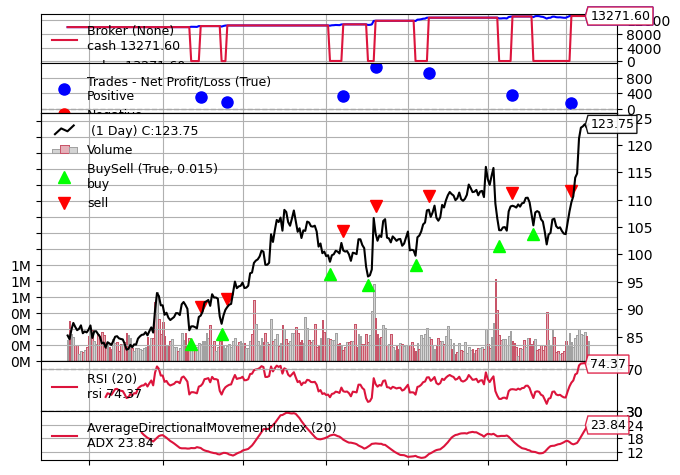 Broker (None)
cash 13271.60
13271.60
8000
4000
0
Trades - Net Profit/Loss (True)
Positive
800
400
0
(1 Day) C:123.75
Volume
BuySell (True, 0.015)
buy
sell
123.75
120
115
110
105
100
95
90
85
1M
1M
1M
0M
0M
0M
0M
RSI (20)
rsi 74.37
74.37
70
30
AverageDirectionalMovementIndex (20)
ADX 23.84
23.84
24
18
12